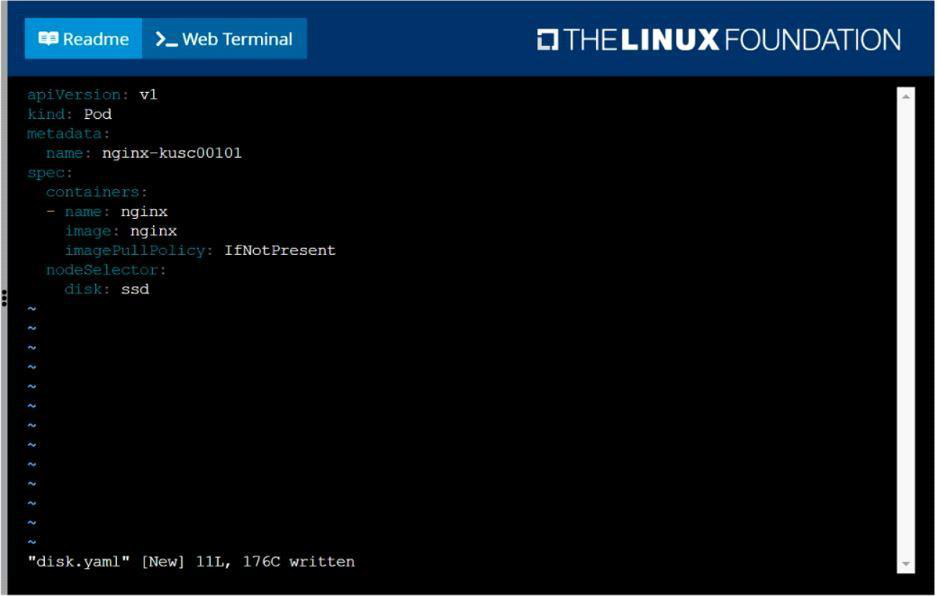 Readme >_ Web Terminal THE LINUX FOUNDATION
apiVersion: v1
kind: Pod
metadata:
  name: nginx-kusc00101
spec:
  containers:
  - name: nginx
    image: nginx
    imagePullPolicy: IfNotPresent
  nodeSelector:
    disk: ssd
~
~
~
~
~
~
~
~
~
~
~
~
~
"disk.yaml" [New] 11L, 176C written